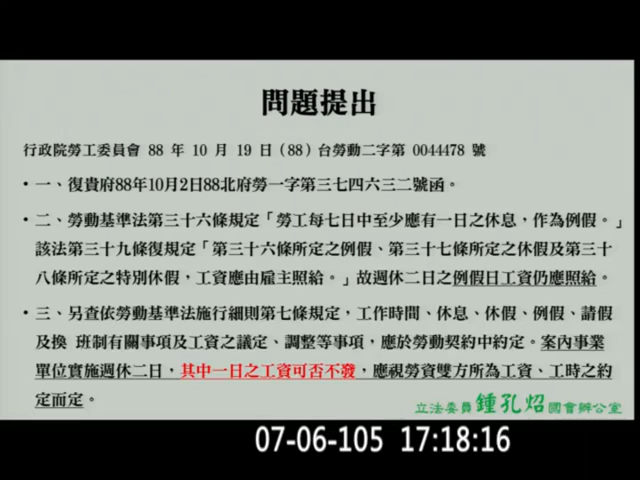 問題提出
行政院勞工委員會 88 年 10 月 19 日（88）台勞動二字第 0044478 號
•一、復貴府88年10月2日88北府勞一字第三七四六三二號函。
•二、勞動基準法第三十六條規定「勞工每七日中至少應有一日之休息，作為例假。」
該法第三十九條復規定「第三十六條所定之例假、第三十七條所定之休假及第三十
八條所定之特別休假，工資應由雇主照給。」故週休二日之例假日工資仍應照給。
•三、另查依勞動基準法施行細則第七條規定，工作時間、休息、休假、例假、請假
及換 班制有關事項及工資之議定、調整等事項，應於勞動契約中約定。案內事業
單位實施週休二日，其中一日之工資可否不發，應視勞資雙方所為工資、工時之約
定而定。
立法委員鍾孔炤國會辦公室
07-06-105 17:18:16